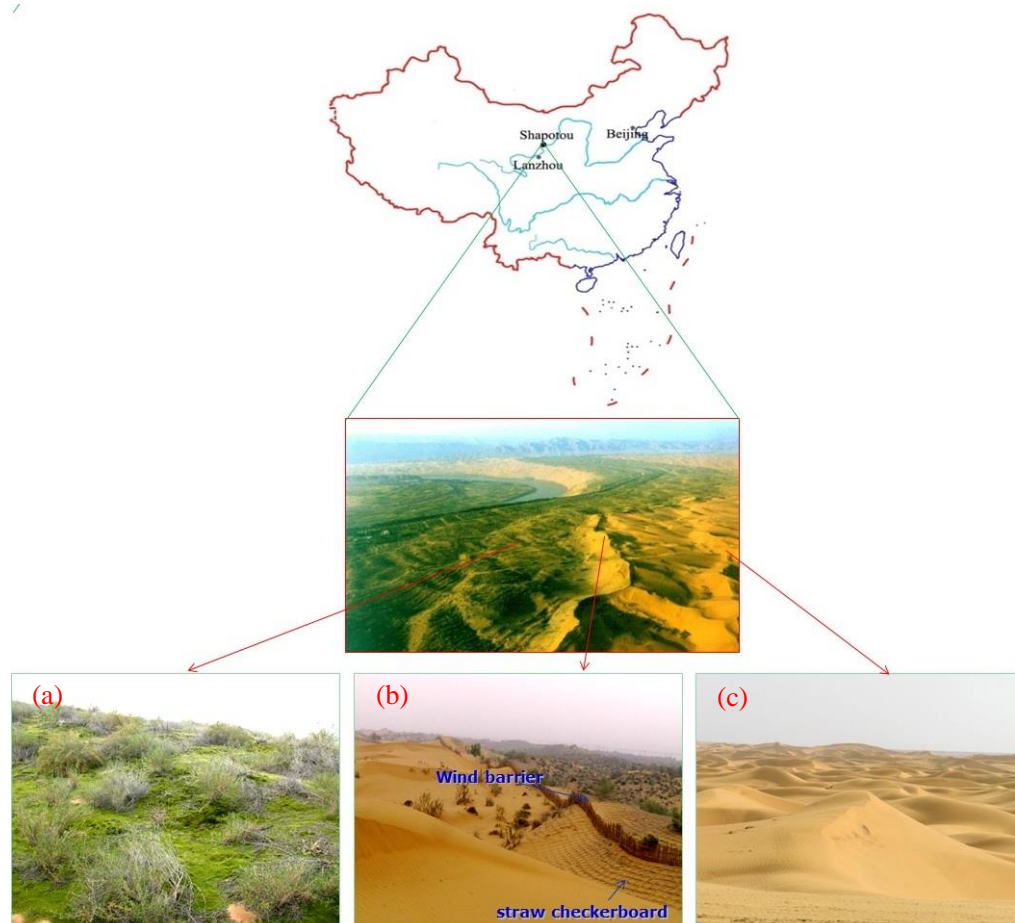 Shapotou
Beijing
Lanzhou
(a)
(b)
(c)
Wind barrier
straw checkerboard